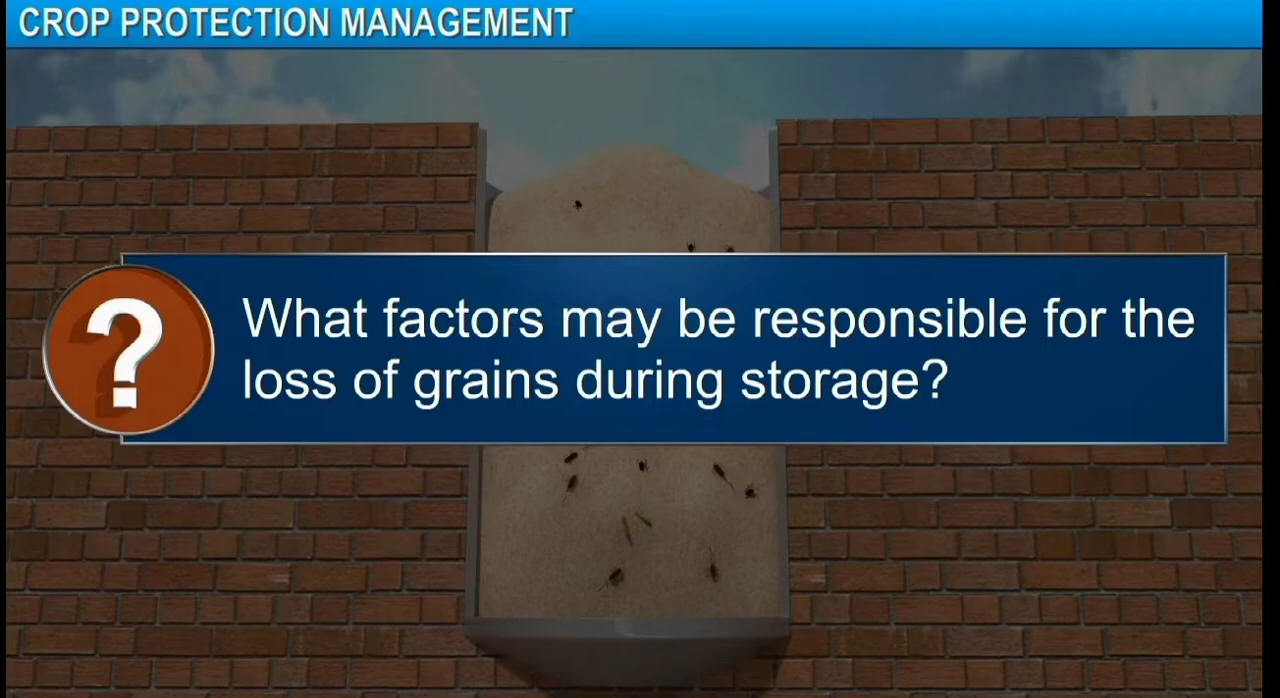 CROP PROTECTION MANAGEMENT
?
What factors may be responsible for the
loss of grains during storage?